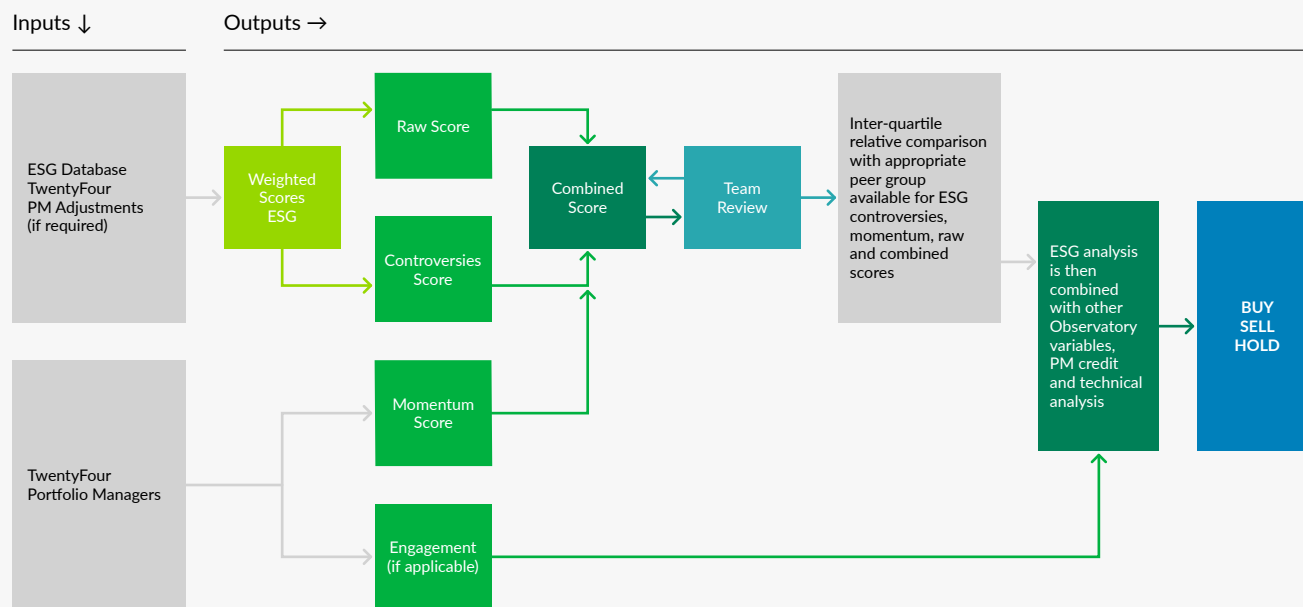 Inputs ↓
Outputs →
ESG Database
TwentyFour
PM Adjustments
(if required)
Weighted
Scores
ESG
Raw Score
Controversies
Score
Combined
Score
Team
Review
Inter-quartile
relative comparison
with appropriate
peer group
available for ESG
controversies,
momentum, raw
and combined
scores
ESG analysis
is then
combined
with other
Observatory
variables,
PM credit
and technical
analysis
BUY
SELL
HOLD
TwentyFour
Portfolio Managers
Momentum
Score
Engagement
(if applicable)